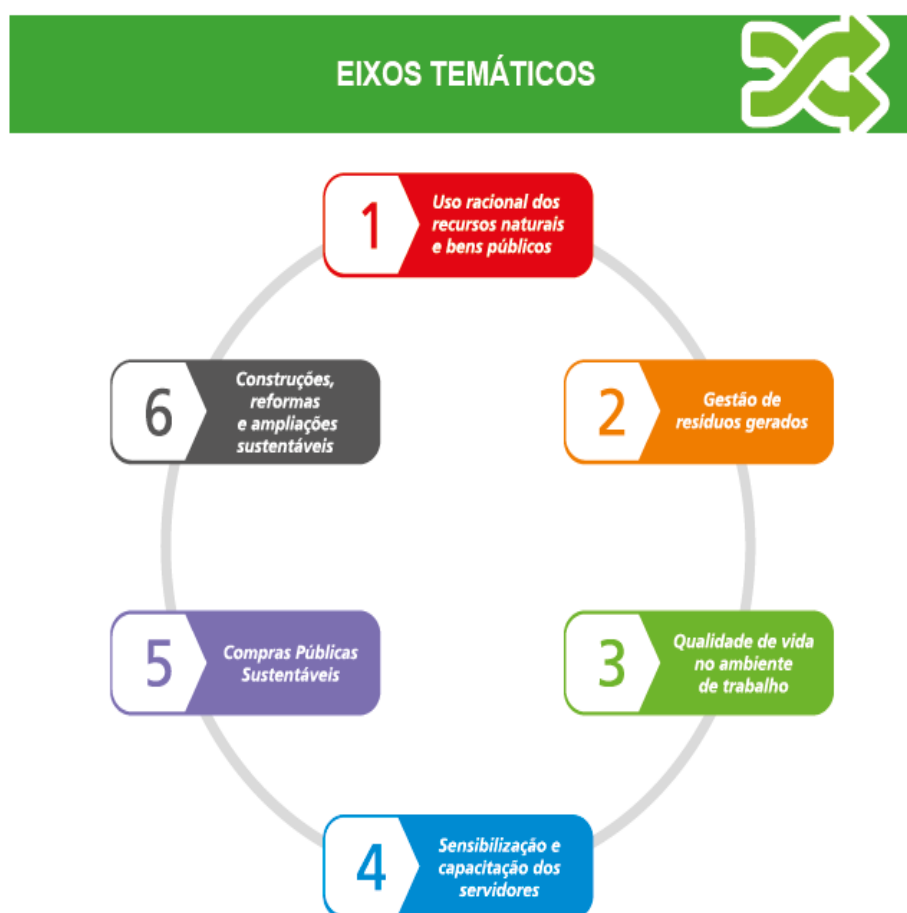 EIXOS TEMÁTICOS
1
Uso racional dos
recursos naturais
e bens públicos
2
Gestão de
resíduos gerados
3
Qualidade de vida
no ambiente
de trabalho
4
Sensibilização e
capacitação dos
servidores
5
Compras Públicas
Sustentáveis
6
Construções,
reformas
e ampliações
sustentáveis